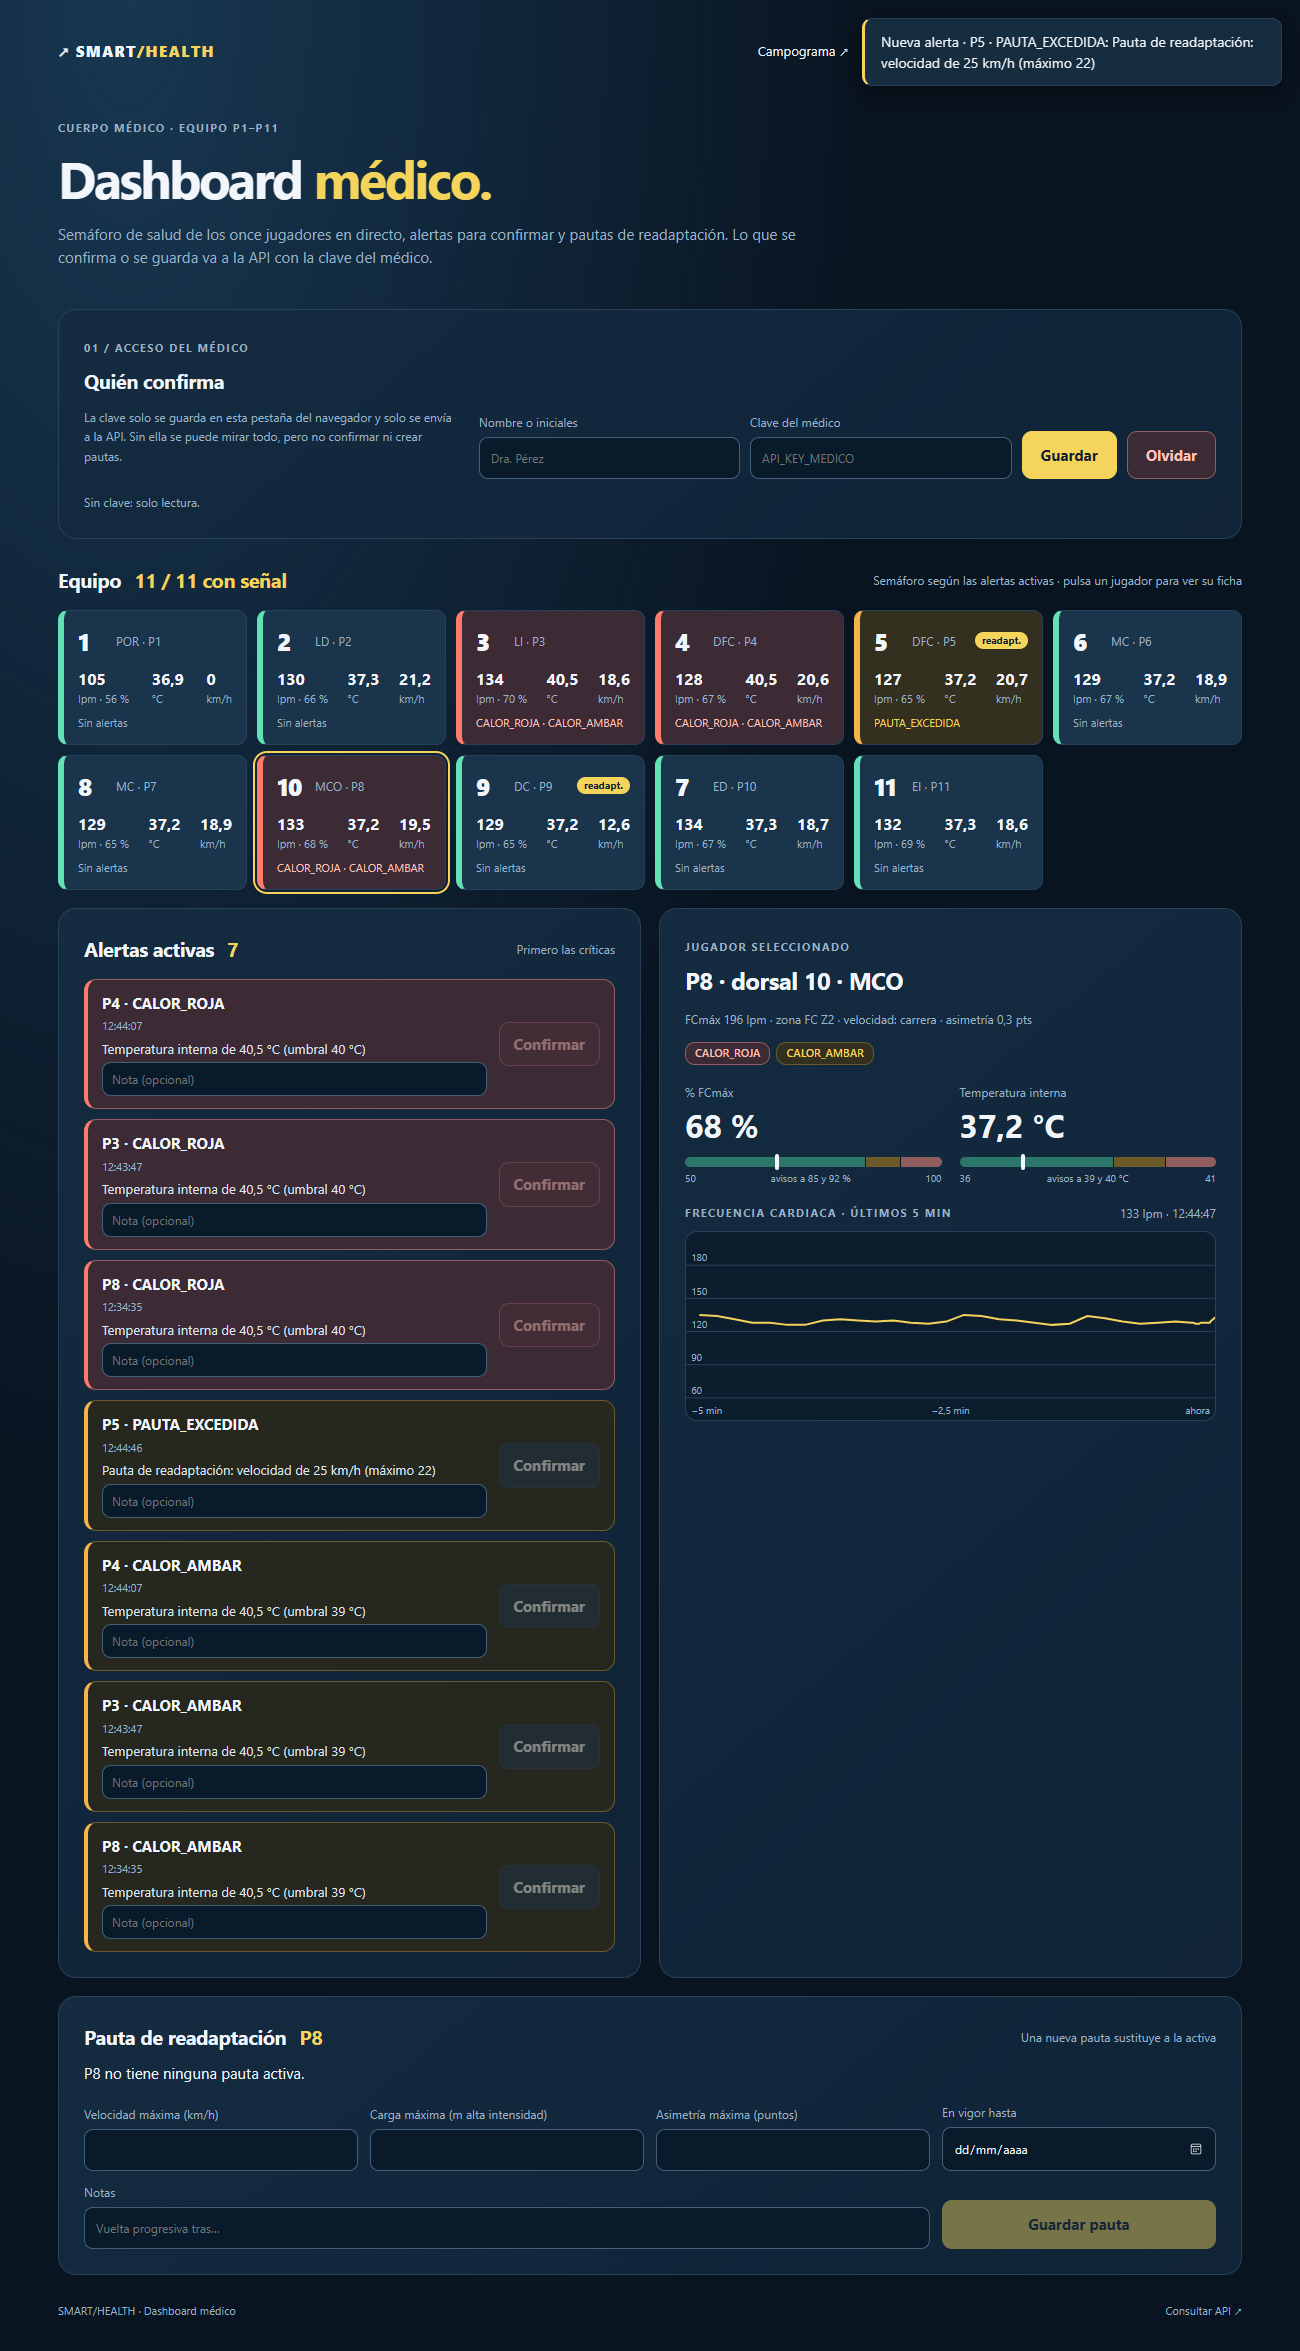 ↗ SMART/HEALTH
Campograma ↗
Nueva alerta · P5 · PAUTA_EXCEDIDA: Pauta de readaptación:
velocidad de 25 km/h (máximo 22)
CUERPO MÉDICO · EQUIPO P1–P11
Dashboard médico.
Semáforo de salud de los once jugadores en directo, alertas para confirmar y pautas de readaptación. Lo que se
confirma o se guarda va a la API con la clave del médico.
01 / ACCESO DEL MÉDICO
Quién confirma
La clave solo se guarda en esta pestaña del navegador y solo se envía
a la API. Sin ella se puede mirar todo, pero no confirmar ni crear
pautas.
Sin clave: solo lectura.
Nombre o iniciales
Dra. Pérez
Clave del médico
API_KEY_MEDICO
Guardar
Olvidar
Equipo 11 / 11 con señal
Semáforo según las alertas activas · pulsa un jugador para ver su ficha
1 POR · P1
105 36,9 0
lpm · 56 % °C km/h
Sin alertas
2 LD · P2
130 37,3 21,2
lpm · 66 % °C km/h
Sin alertas
3 LI · P3
134 40,5 18,6
lpm · 70 % °C km/h
CALOR_ROJA · CALOR_AMBAR
4 DFC · P4
128 40,5 20,6
lpm · 67 % °C km/h
CALOR_ROJA · CALOR_AMBAR
5 DFC · P5 readapt.
127 37,2 20,7
lpm · 65 % °C km/h
PAUTA_EXCEDIDA
6 MC · P6
129 37,2 18,9
lpm · 67 % °C km/h
Sin alertas
8 MC · P7
129 37,2 18,9
lpm · 65 % °C km/h
Sin alertas
10 MCO · P8
133 37,2 19,5
lpm · 68 % °C km/h
CALOR_ROJA · CALOR_AMBAR
9 DC · P9 readapt.
129 37,2 12,6
lpm · 65 % °C km/h
Sin alertas
7 ED · P10
134 37,3 18,7
lpm · 67 % °C km/h
Sin alertas
11 EI · P11
132 37,3 18,6
lpm · 69 % °C km/h
Sin alertas
Alertas activas 7
Primero las críticas
P4 · CALOR_ROJA
12:44:07
Temperatura interna de 40,5 °C (umbral 40 °C)
Nota (opcional)
Confirmar
P3 · CALOR_ROJA
12:43:47
Temperatura interna de 40,5 °C (umbral 40 °C)
Nota (opcional)
Confirmar
P8 · CALOR_ROJA
12:34:35
Temperatura interna de 40,5 °C (umbral 40 °C)
Nota (opcional)
Confirmar
P5 · PAUTA_EXCEDIDA
12:44:46
Pauta de readaptación: velocidad de 25 km/h (máximo 22)
Nota (opcional)
Confirmar
P4 · CALOR_AMBAR
12:44:07
Temperatura interna de 40,5 °C (umbral 39 °C)
Nota (opcional)
Confirmar
P3 · CALOR_AMBAR
12:43:47
Temperatura interna de 40,5 °C (umbral 39 °C)
Nota (opcional)
Confirmar
P8 · CALOR_AMBAR
12:34:35
Temperatura interna de 40,5 °C (umbral 39 °C)
Nota (opcional)
Confirmar
JUGADOR SELECCIONADO
P8 · dorsal 10 · MCO
FCmáx 196 lpm · zona FC Z2 · velocidad: carrera · asimetría 0,3 pts
CALOR_ROJA CALOR_AMBAR
% FCmáx
68 %
50 avisos a 85 y 92 % 100
Temperatura interna
37,2 °C
36 avisos a 39 y 40 °C 41
FRECUENCIA CARDIACA · ÚLTIMOS 5 MIN
133 lpm · 12:44:47
180
150
120
90
60
−5 min −2,5 min ahora
Pauta de readaptación P8
Una nueva pauta sustituye a la activa
P8 no tiene ninguna pauta activa.
Velocidad máxima (km/h)
Carga máxima (m alta intensidad)
Asimetría máxima (puntos)
En vigor hasta
dd/mm/aaaa
Notas
Vuelta progresiva tras...
Guardar pauta
SMART/HEALTH · Dashboard médico
Consultar API ↗